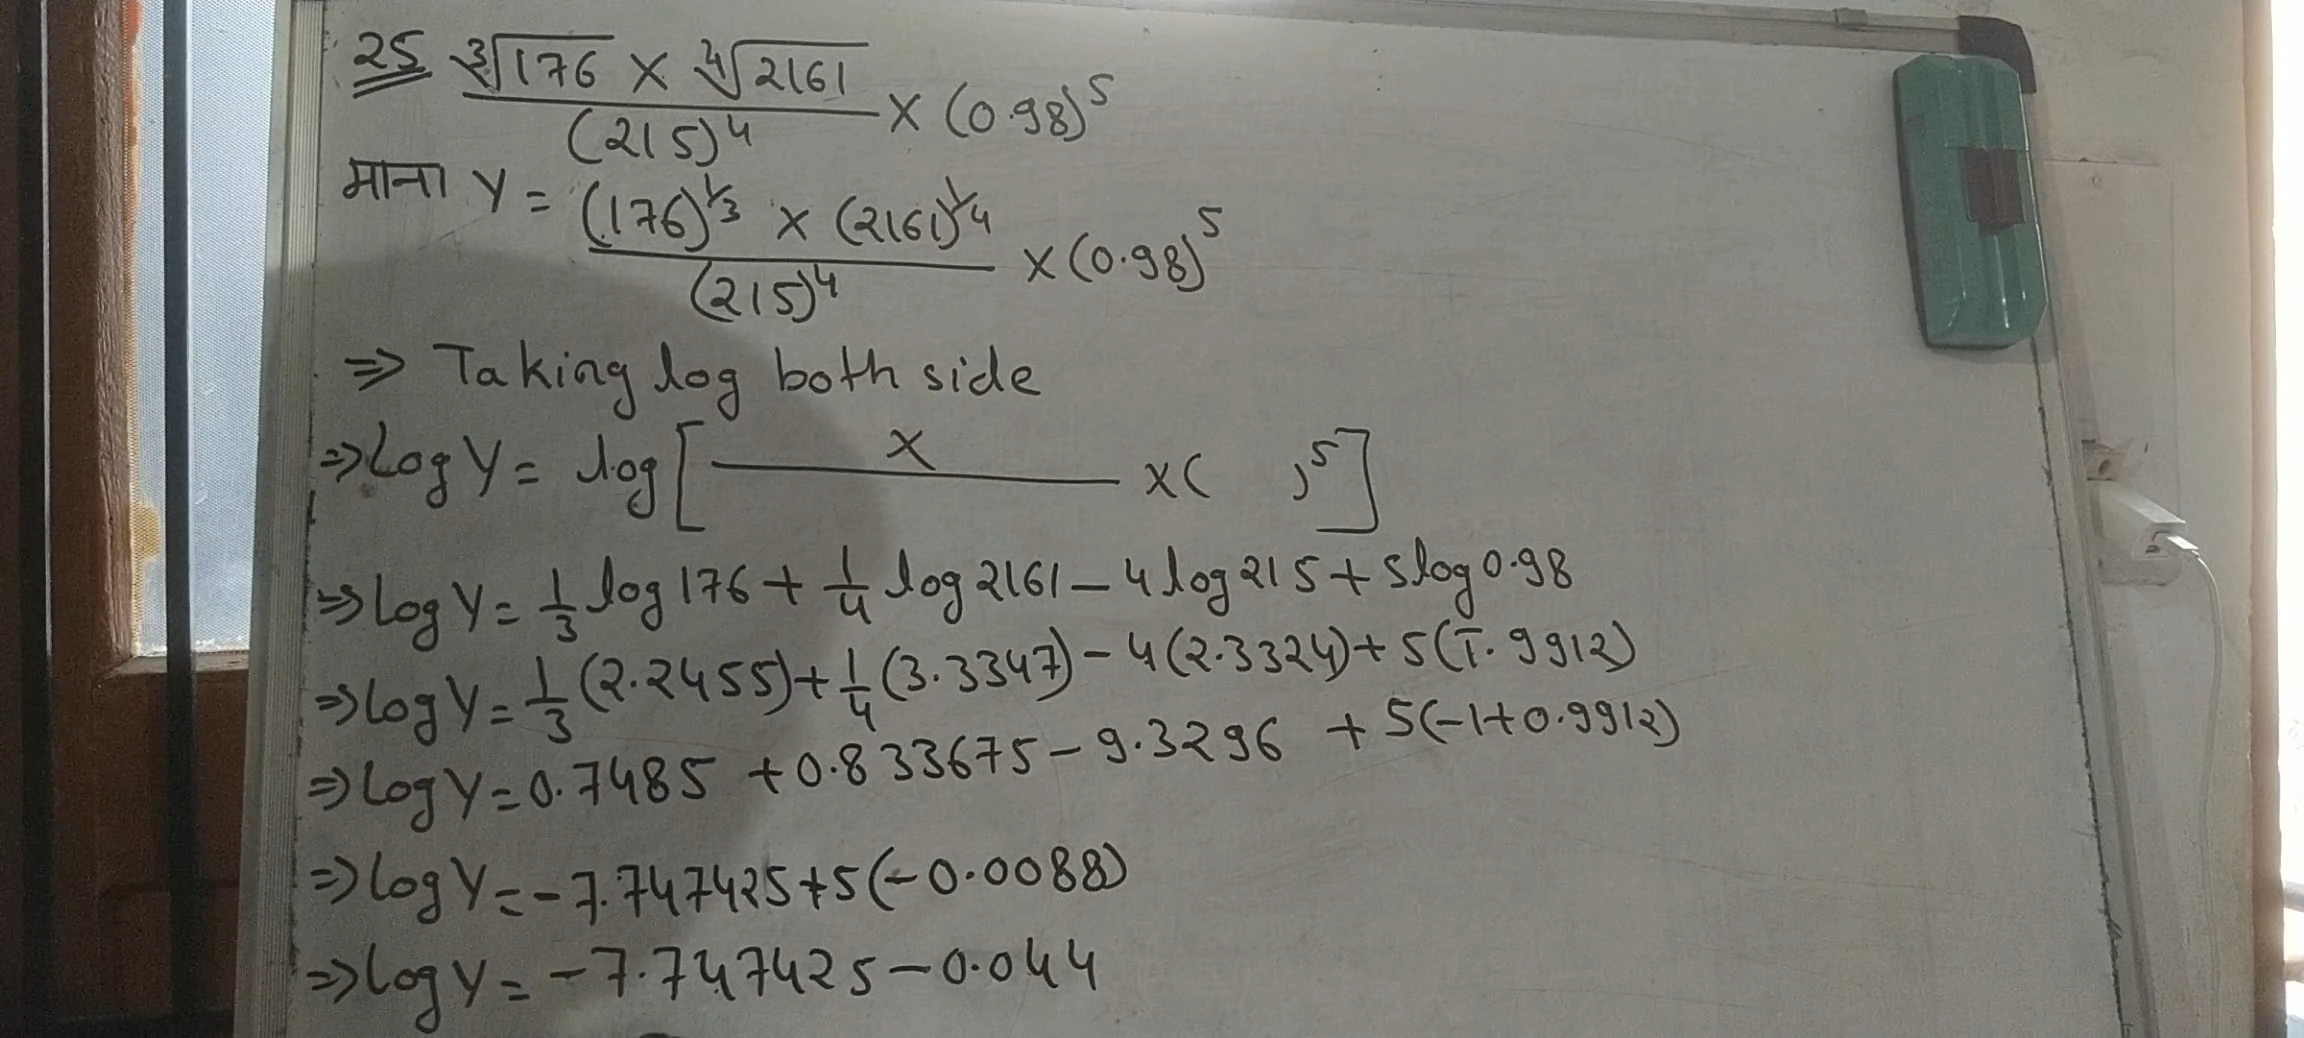 25 ∛176 × ∜2161 / (215)^4 × (0.98)^5
माना Y = (176)^1/3 × (2161)^1/4 / (215)^4 × (0.98)^5
⇒ Taking log both side
⇒ Log Y = log [ × / × ( )^5 ]
⇒ Log Y = 1/3 log 176 + 1/4 log 2161 - 4 log 215 + 5 log 0.98
⇒ Log Y = 1/3 (2.2455) + 1/4 (3.3347) - 4 (2.3324) + 5 (1̅.9912)
⇒ Log Y = 0.7485 + 0.833675 - 9.3296 + 5(-1+0.9912)
⇒ Log Y = -7.747425 + 5(-0.0088)
⇒ Log Y = -7.747425 - 0.044